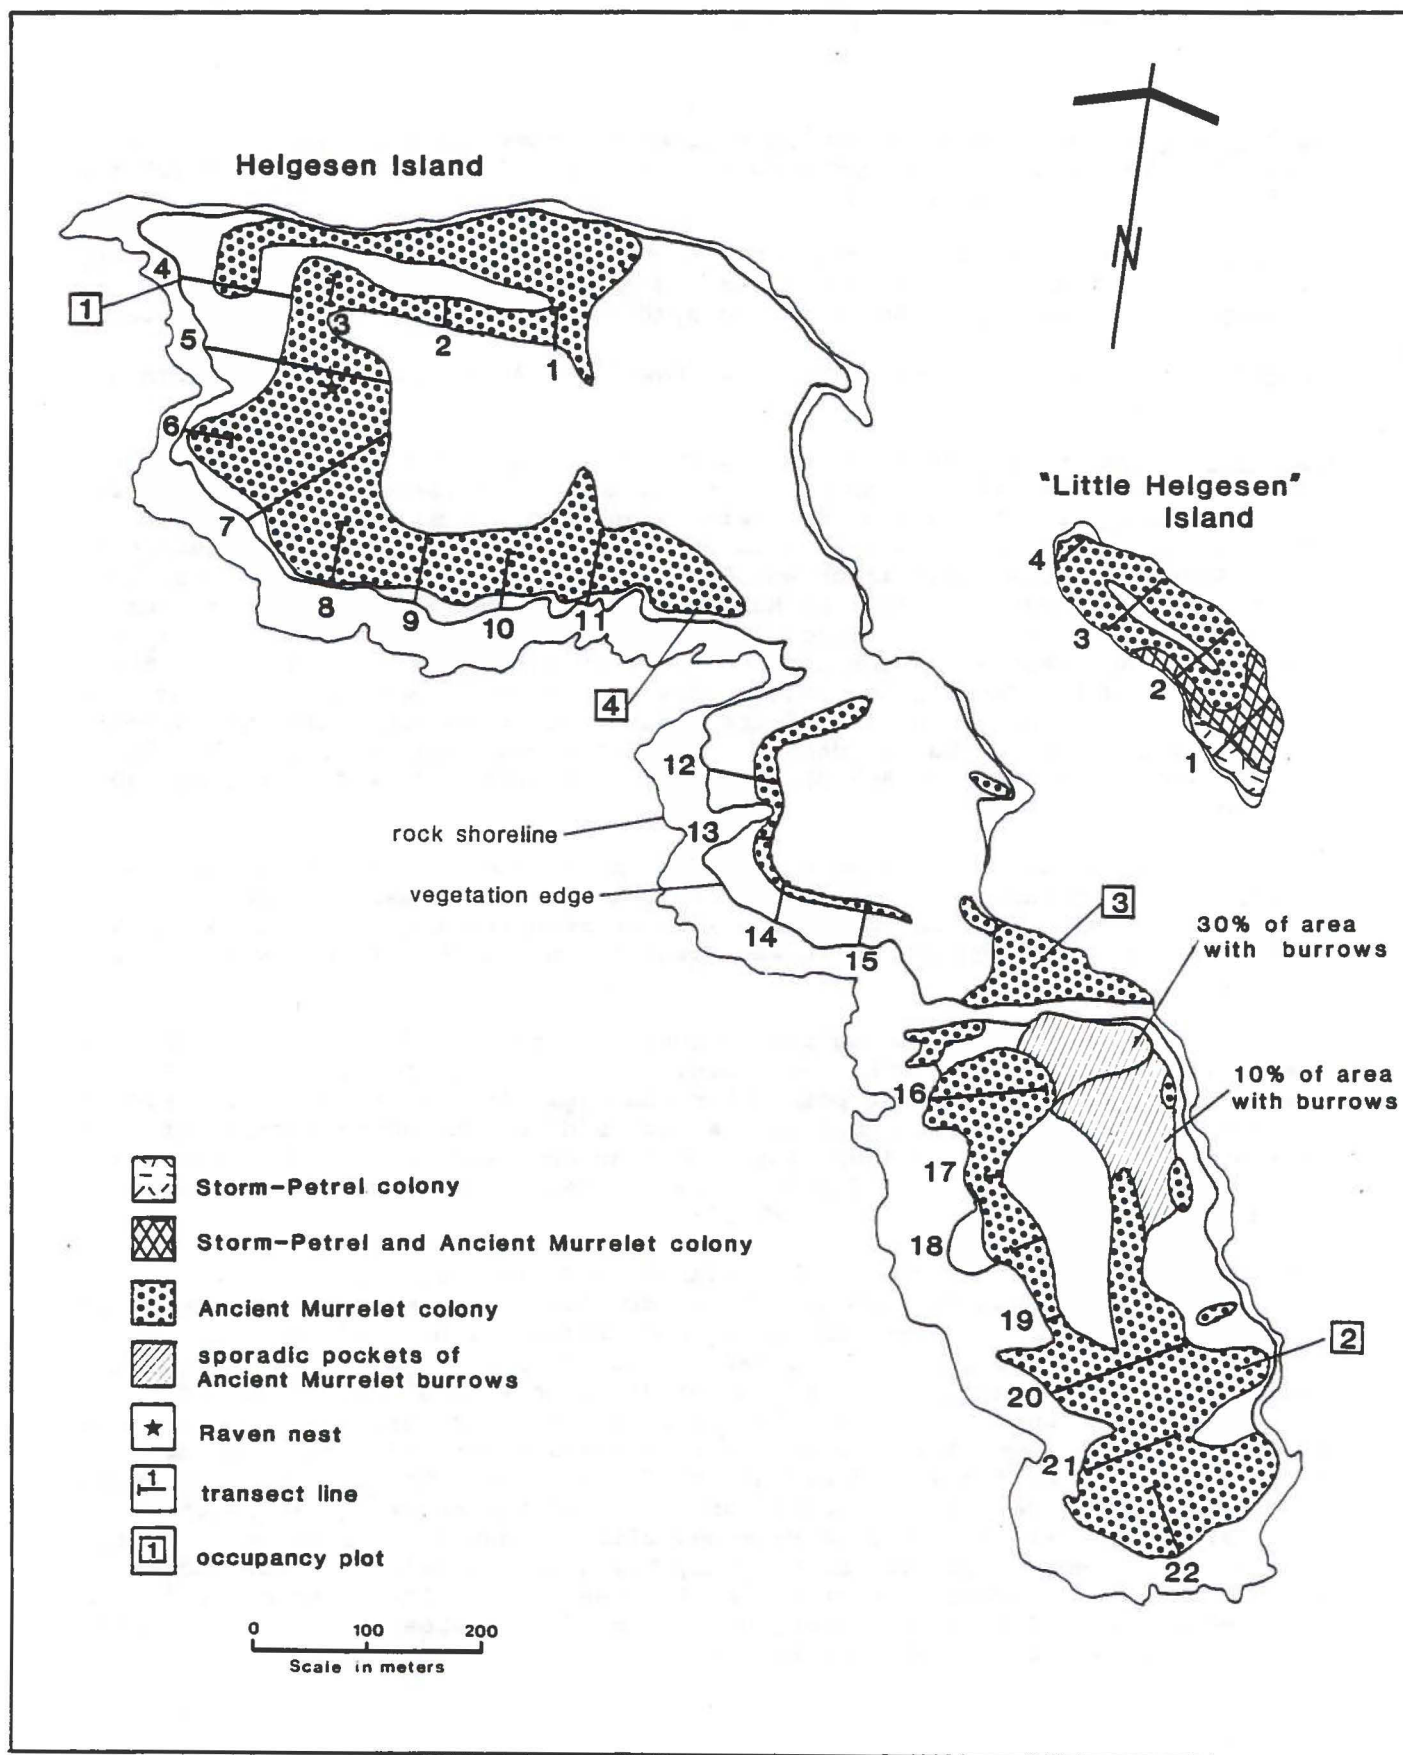 Helgesen Island
N
4
1
5
3
2
1
6
7
8
9
10
11
4
"Little Helgesen"
Island
4
3
2
1
12
13
rock shoreline
vegetation edge
14
15
3
30% of area
with burrows
10% of area
with burrows
16
17
18
19
2
20
21
22
Storm-Petrel colony
Storm-Petrel and Ancient Murrelet colony
Ancient Murrelet colony
sporadic pockets of
Ancient Murrelet burrows
Raven nest
1
transect line
1
occupancy plot
0 100 200
Scale in meters